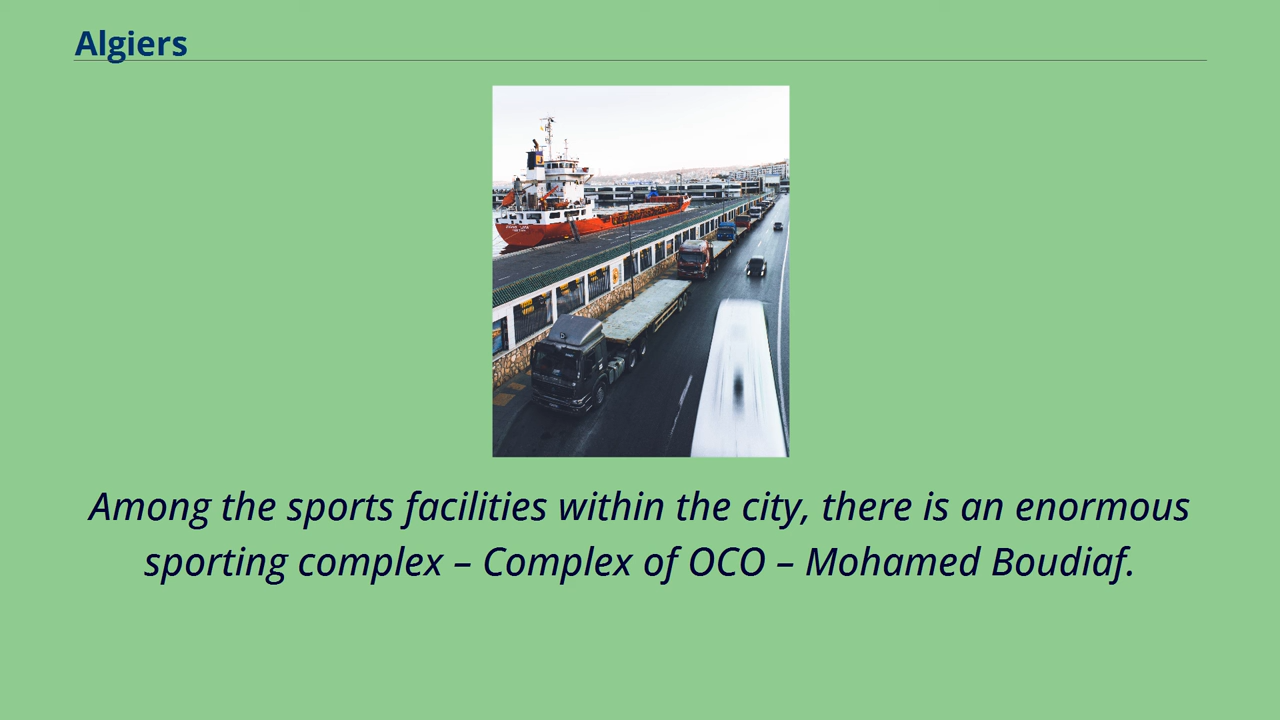 Algiers
Among the sports facilities within the city, there is an enormous
sporting complex – Complex of OCO – Mohamed Boudiaf.